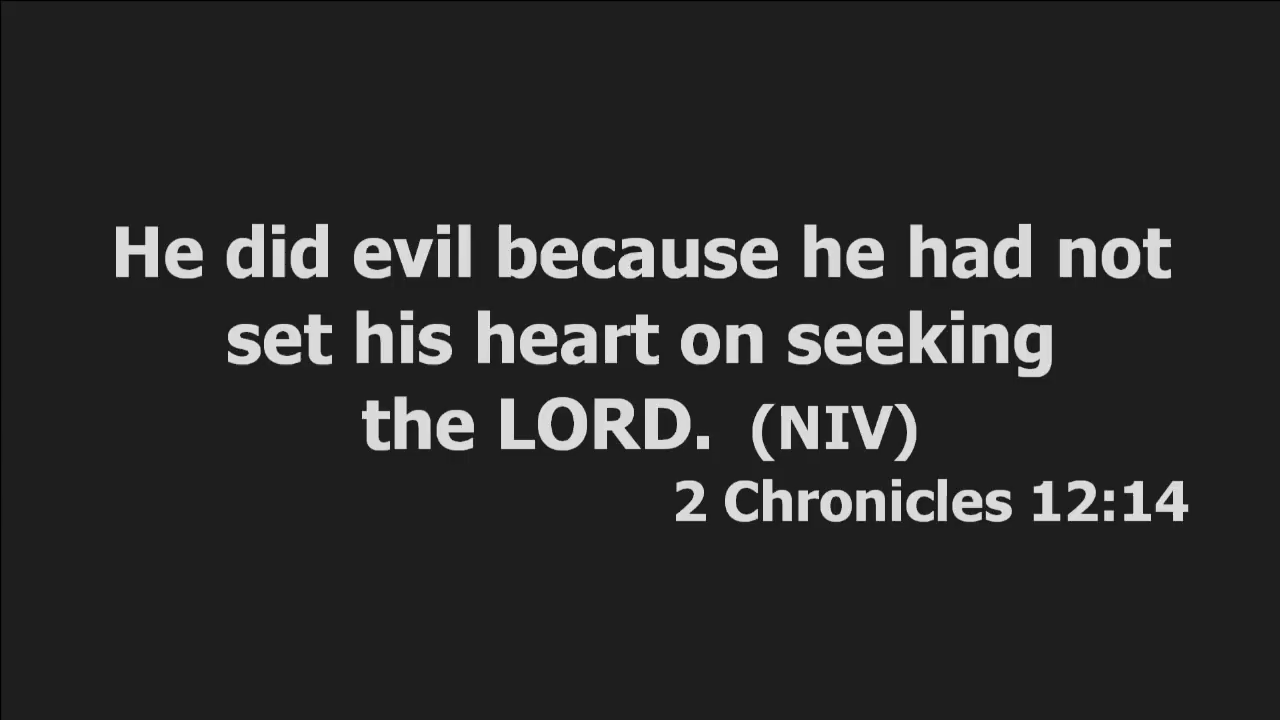 He did evil because he had not
set his heart on seeking
the LORD. (NIV)
2 Chronicles 12:14